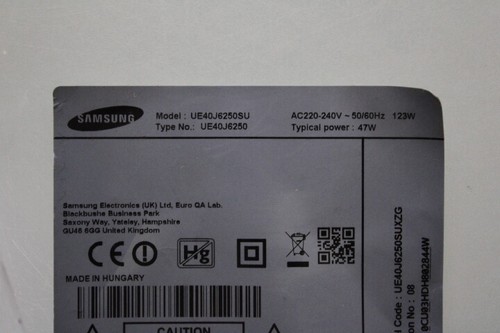 SAMSUNG
Model : UE40J6250SU
Type No.: UE40J6250
AC220-240V ~ 50/60Hz 123W
Typical power : 47W
Samsung Electronics (UK) Ltd, Euro QA Lab.
Blackbushe Business Park
Saxony Way, Yateley, Hampshire
GU46 6GG United Kingdom
CE
Hg
MADE IN HUNGARY
CAUTION
l Code : UE40J6250SUXZG
on No : 08